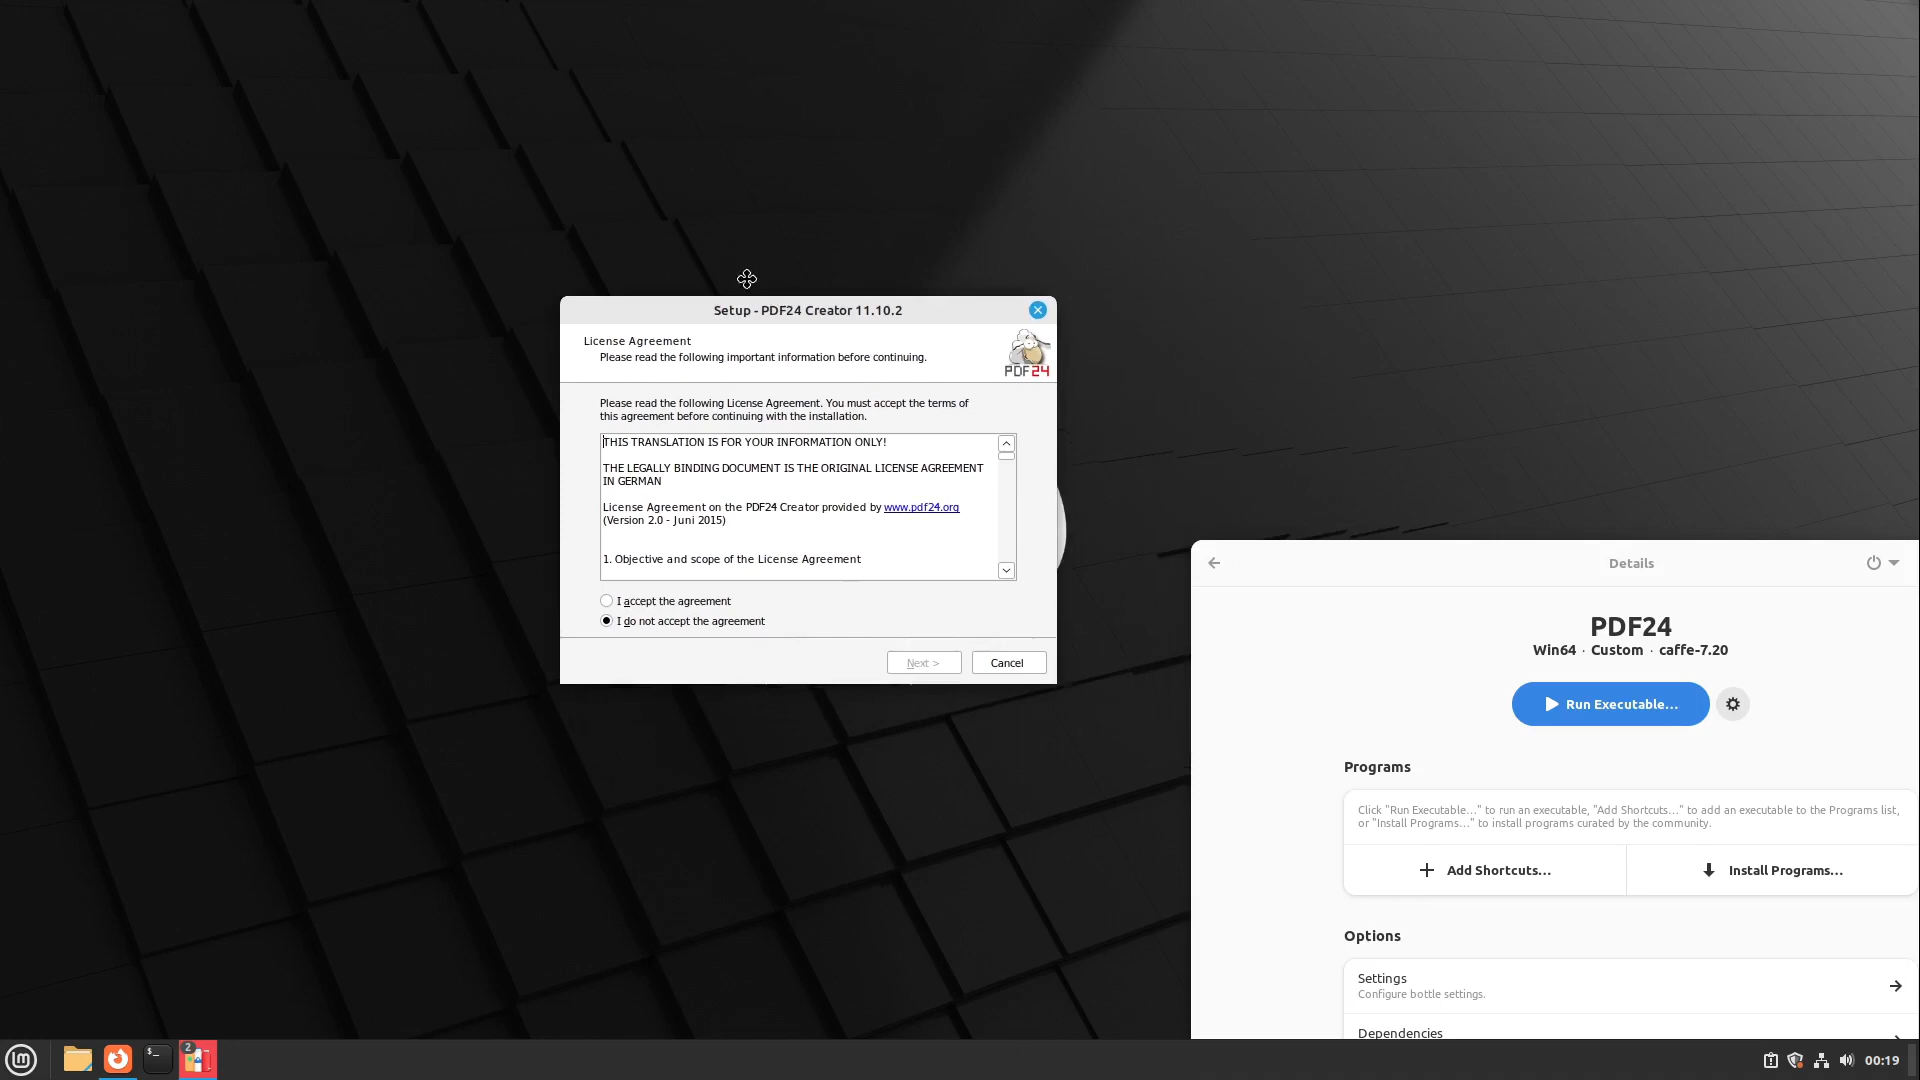 Setup - PDF24 Creator 11.10.2
License Agreement
Please read the following important information before continuing.
PDF24
Please read the following License Agreement. You must accept the terms of
this agreement before continuing with the installation.
THIS TRANSLATION IS FOR YOUR INFORMATION ONLY!
THE LEGALLY BINDING DOCUMENT IS THE ORIGINAL LICENSE AGREEMENT
IN GERMAN
License Agreement on the PDF24 Creator provided by www.pdf24.org
(Version 2.0 - Juni 2015)
1. Objective and scope of the License Agreement
I accept the agreement
I do not accept the agreement
Next >
Cancel
Details
PDF24
Win64 · Custom · caffe-7.20
Run Executable...
Programs
Click "Run Executable..." to run an executable, "Add Shortcuts..." to add an executable to the Programs list,
or "Install Programs..." to install programs curated by the community.
Add Shortcuts...
Install Programs...
Options
Settings
Configure bottle settings.
Dependencies
$_
2
00:19